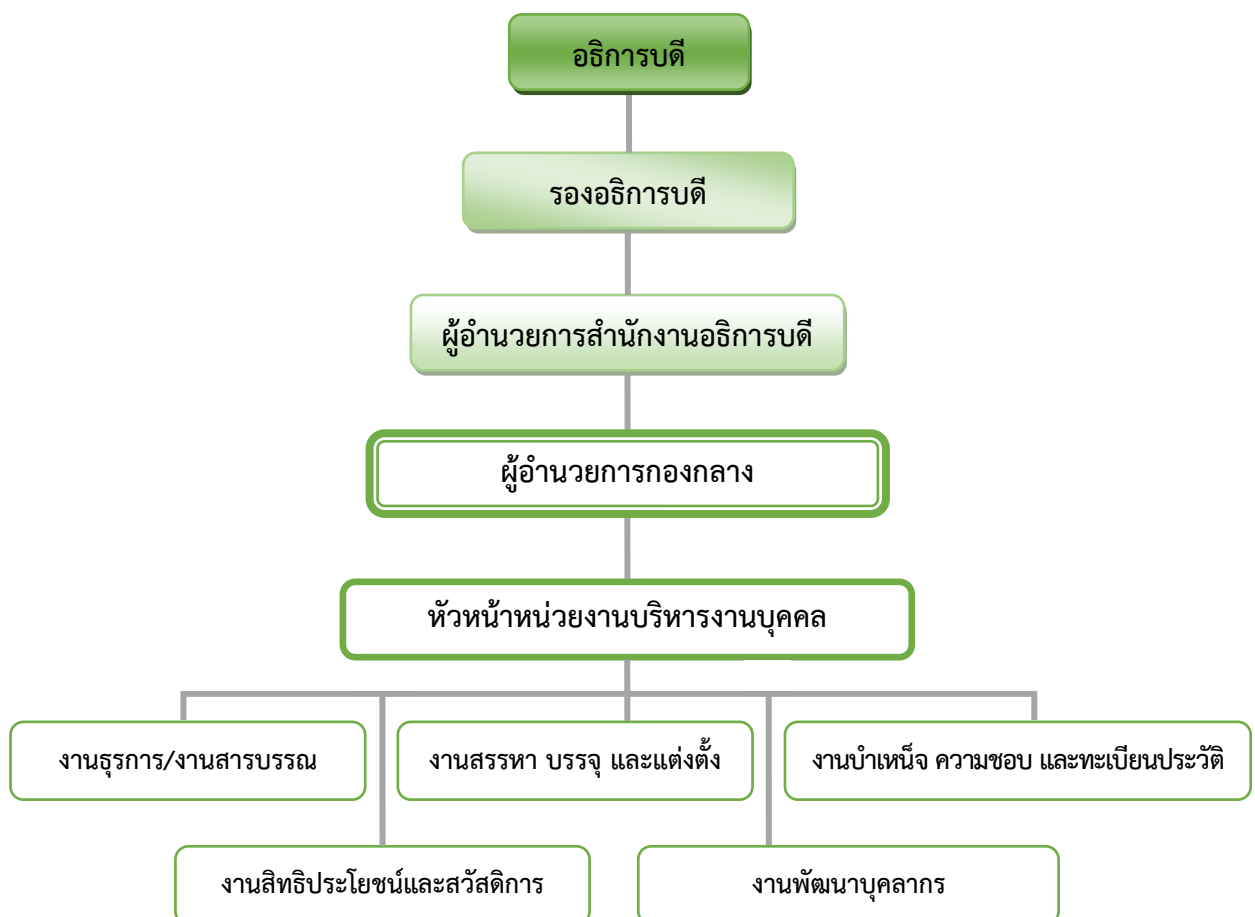 อธิการบดี
รองอธิการบดี
ผู้อำนวยการสำนักงานอธิการบดี
ผู้อำนวยการกองกลาง
หัวหน้าหน่วยงานบริหารงานบุคคล
งานธุรการ/งานสารบรรณ
งานสรรหา บรรจุ และแต่งตั้ง
งานบำเหน็จ ความชอบ และทะเบียนประวัติ
งานสิทธิประโยชน์และสวัสดิการ
งานพัฒนาบุคลากร